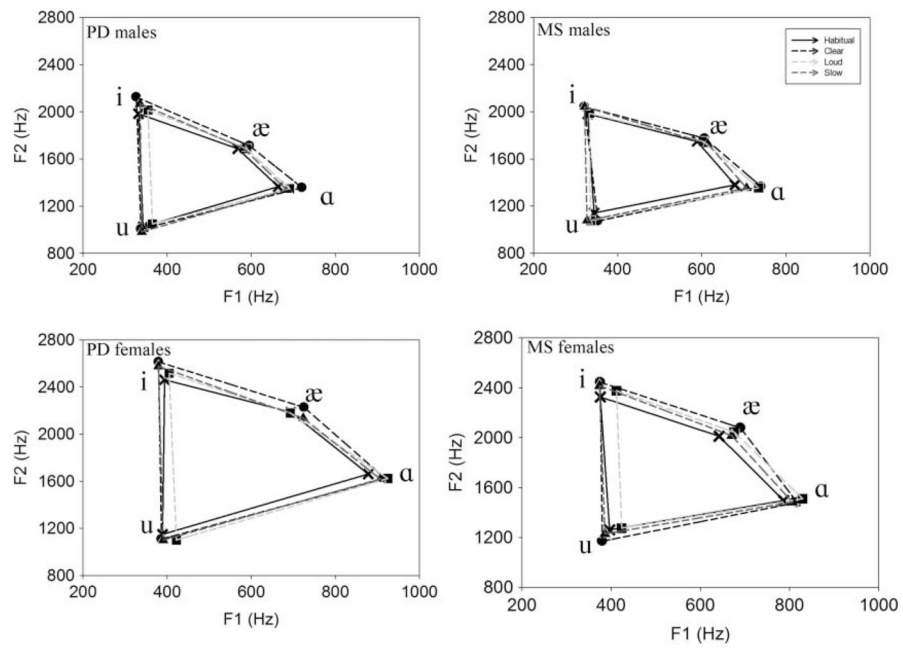 PD males
2800
2400
2000
1600
1200
800
F2 (Hz)
i
æ
ɑ
u
200 400 600 800 1000
F1 (Hz)
MS males
Habitual
Clear
Loud
Slow
2800
2400
2000
1600
1200
800
F2 (Hz)
i
æ
ɑ
u
200 400 600 800 1000
F1 (Hz)
PD females
2800
2400
2000
1600
1200
800
F2 (Hz)
i
æ
ɑ
u
200 400 600 800 1000
F1 (Hz)
MS females
2800
2400
2000
1600
1200
800
F2 (Hz)
i
æ
ɑ
u
200 400 600 800 1000
F1 (Hz)